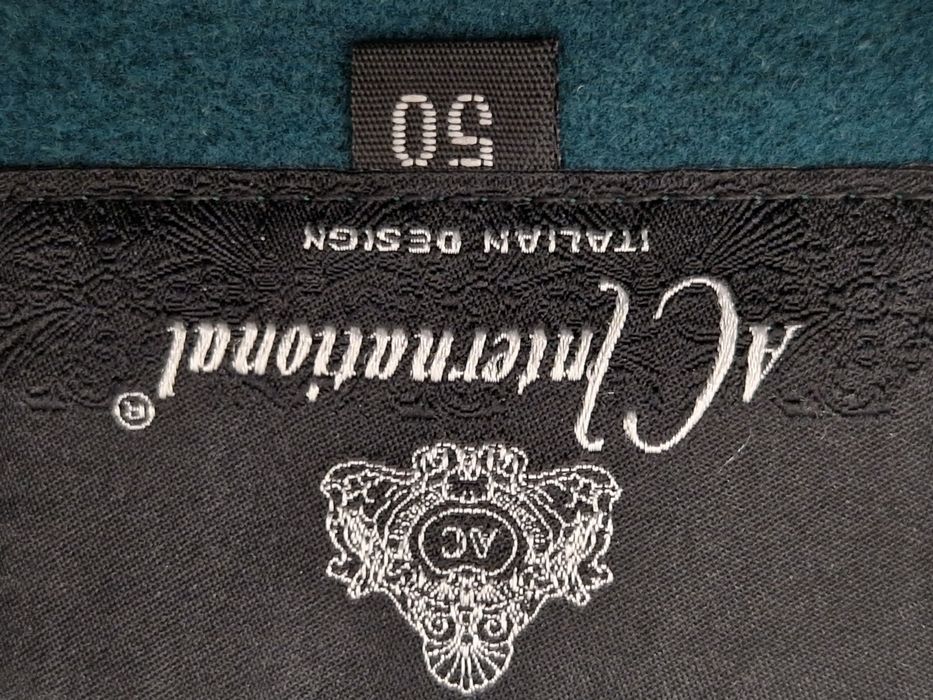 AC
AC International®
ITALIAN DESIGN
50